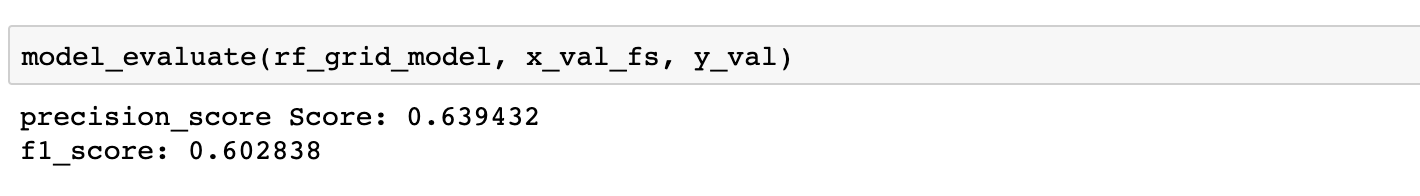 model_evaluate(rf_grid_model, x_val_fs, y_val)
precision_score Score: 0.639432
f1_score: 0.602838